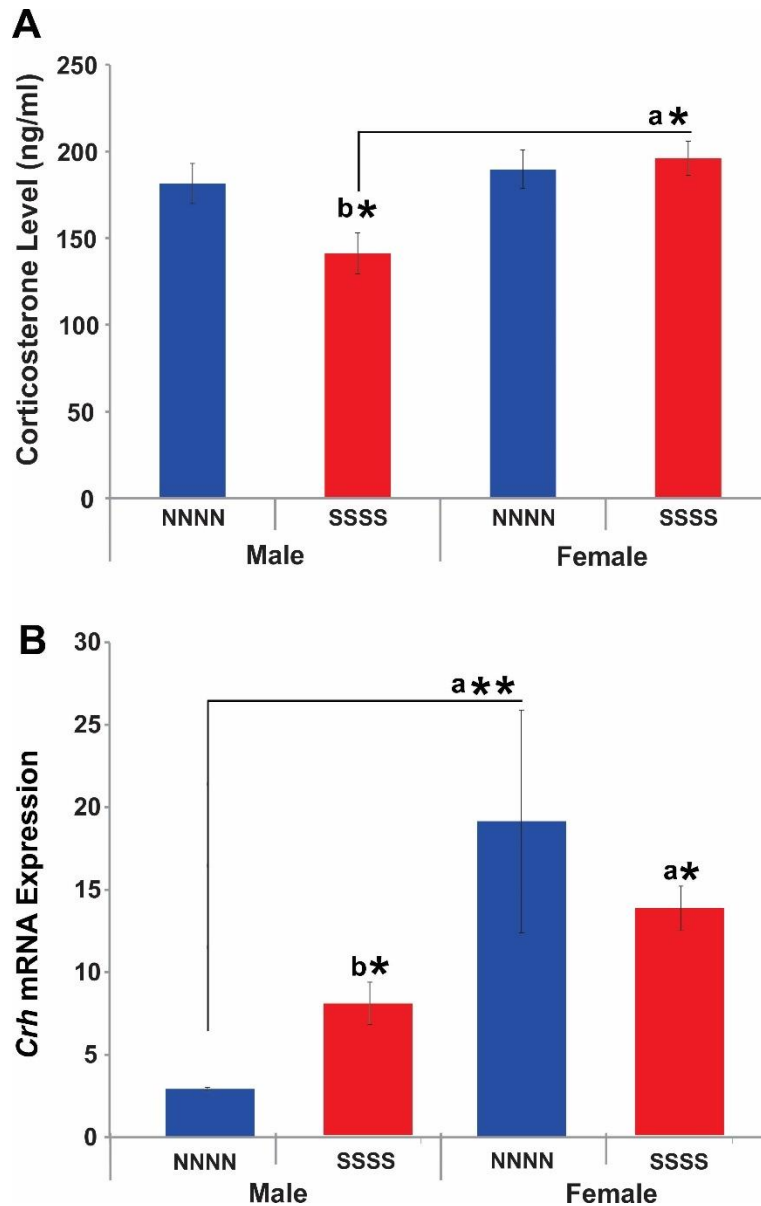 A
Corticosterone Level (ng/ml)
250
200
150
100
50
0
a*
b*
NNNN SSSS NNNN SSSS
Male Female
B
Crh mRNA Expression
30
25
20
15
10
5
0
a**
b*
a*
NNNN SSSS NNNN SSSS
Male Female